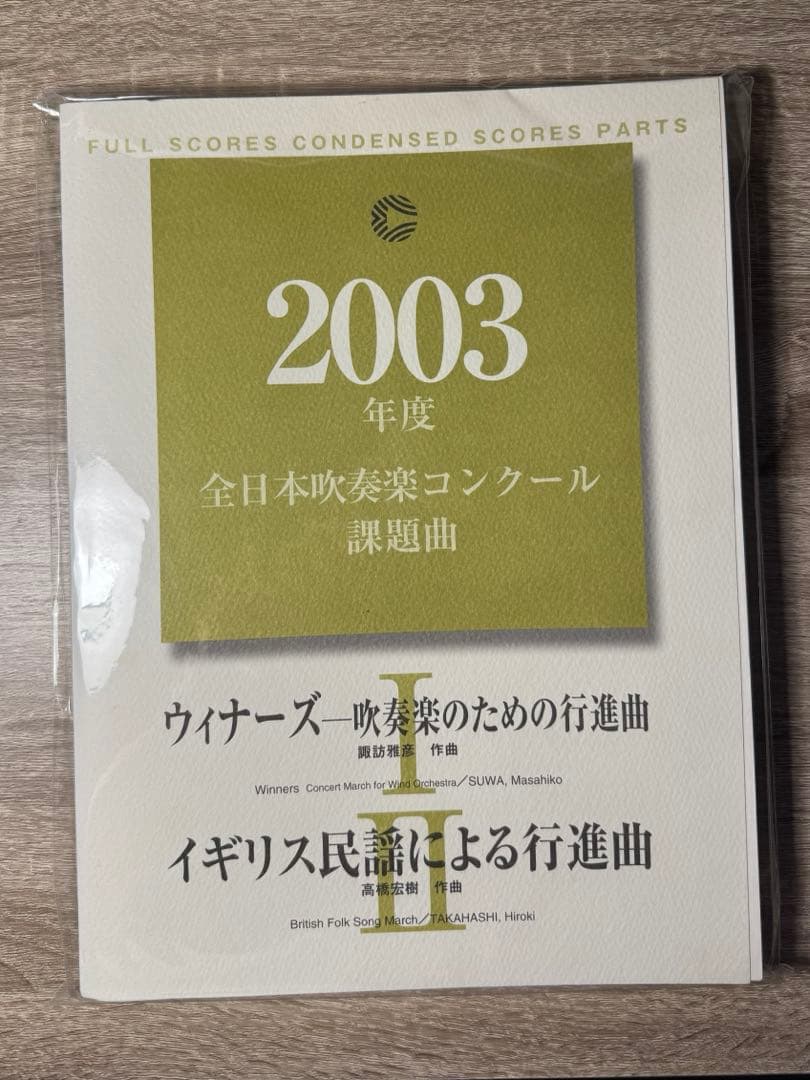 FULL SCORES CONDENSED SCORES PARTS
2003
年度
全日本吹奏楽コンクール
課題曲
I
ウィナーズ―吹奏楽のための行進曲
諏訪雅彦 作曲
Winners Concert March for Wind Orchestra／SUWA, Masahiko
II
イギリス民謡による行進曲
高橋宏樹 作曲
British Folk Song March／TAKAHASHI, Hiroki